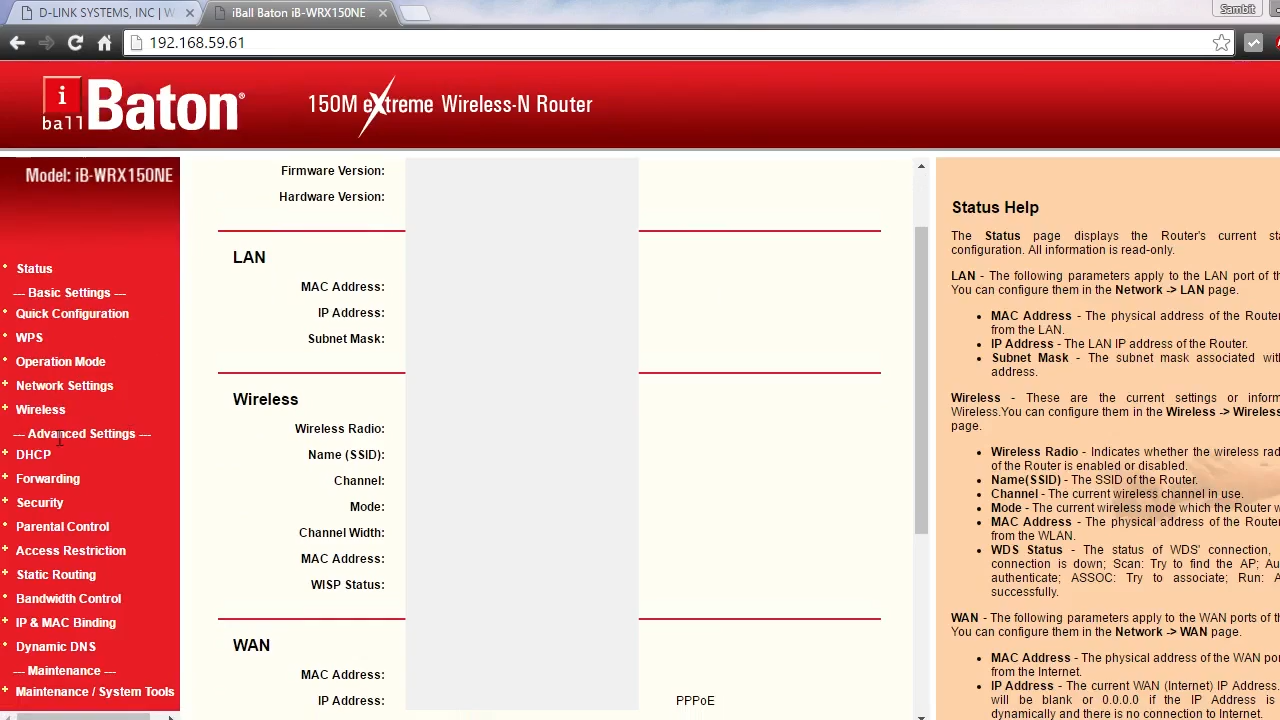 D-LINK SYSTEMS, INC | W
iBall Baton iB-WRX150NE
Sambit
192.168.59.61
i
ball Baton®
150M extreme Wireless-N Router
Model: iB-WRX150NE
Status
--- Basic Settings ---
Quick Configuration
WPS
Operation Mode
Network Settings
Wireless
--- Advanced Settings ---
DHCP
Forwarding
Security
Parental Control
Access Restriction
Static Routing
Bandwidth Control
IP & MAC Binding
Dynamic DNS
--- Maintenance ---
Maintenance / System Tools
Firmware Version:
Hardware Version:
LAN
MAC Address:
IP Address:
Subnet Mask:
Wireless
Wireless Radio:
Name (SSID):
Channel:
Mode:
Channel Width:
MAC Address:
WISP Status:
WAN
MAC Address:
IP Address:
PPPoE
Status Help
The Status page displays the Router's current
configuration. All information is read-only.
LAN - The following parameters apply to the LAN port of
You can configure them in the Network -> LAN page.
MAC Address - The physical address of the Router
from the LAN.
IP Address - The LAN IP address of the Router.
Subnet Mask - The subnet mask associated
address.
Wireless - These are the current settings or
Wireless.You can configure them in the Wireless -> Wireless
page.
Wireless Radio - Indicates whether the wireless
of the Router is enabled or disabled.
Name(SSID) - The SSID of the Router.
Channel - The current wireless channel in use.
Mode - The current wireless mode which the Router
MAC Address - The physical address of the Router
from the WLAN.
WDS Status - The status of WDS' connection,
connection is down; Scan: Try to find the AP;
authenticate; ASSOC: Try to associate; Run:
successfully.
WAN - The following parameters apply to the WAN ports of
You can configure them in the Network -> WAN page.
MAC Address - The physical address of the WAN
from the Internet.
IP Address - The current WAN (Internet) IP Address.
will be blank or 0.0.0.0 if the IP Address is
dynamically and there is no connection to Internet.